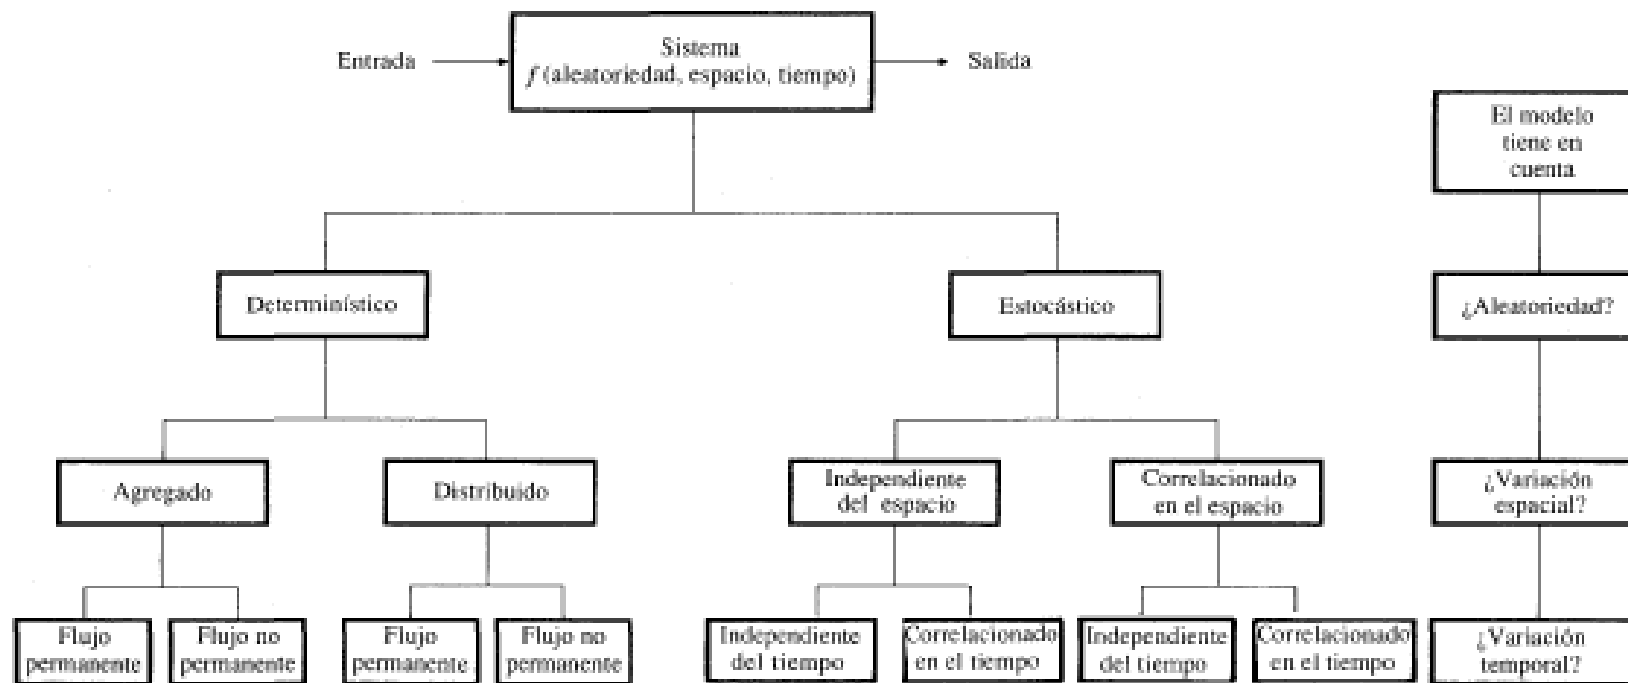 Entrada
Sistema
f (aleatoriedad, espacio, tiempo)
Salida
El modelo
tiene en
cuenta
Determinístico
Estocástico
¿Aleatoriedad?
Agregado
Distribuido
Independiente
del espacio
Correlacionado
en el espacio
¿Variación
espacial?
Flujo
permanente
Flujo no
permanente
Flujo
permanente
Flujo no
permanente
Independiente
del tiempo
Correlacionado
en el tiempo
Independiente
del tiempo
Correlacionado
en el tiempo
¿Variación
temporal?